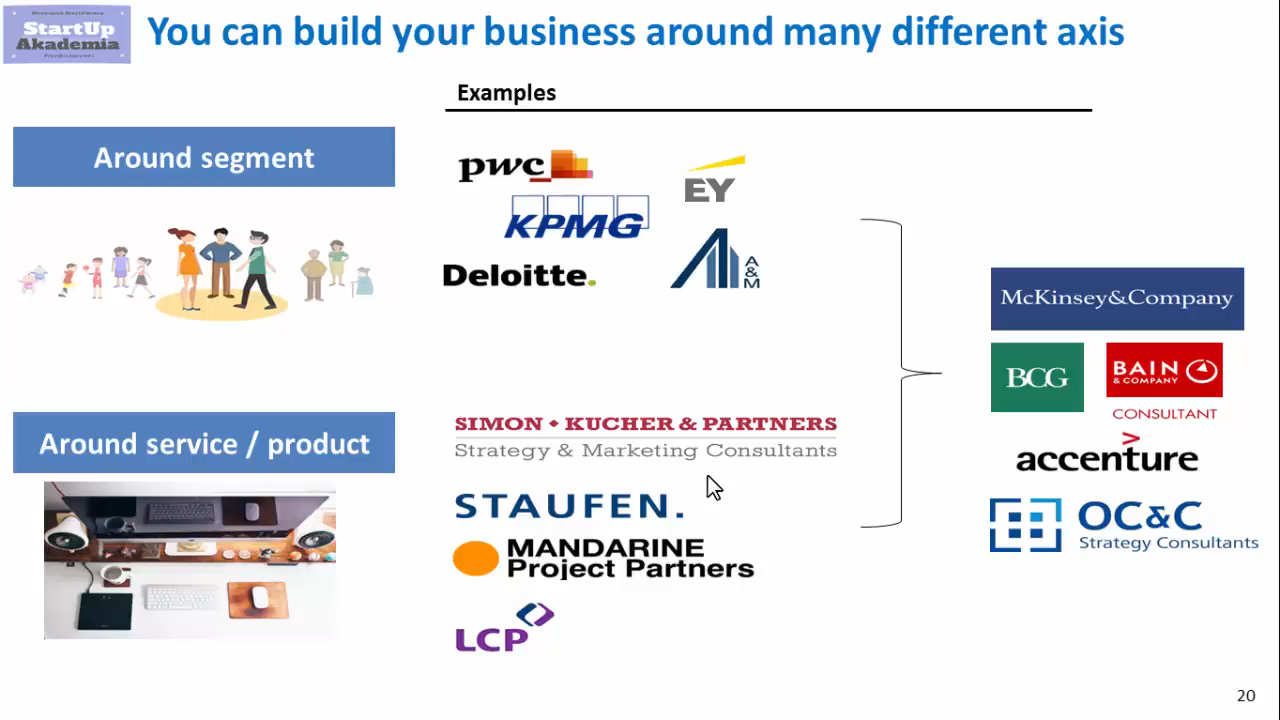 StartUp
Akademia
You can build your business around many different axis
Examples
Around segment
pwc
EY
KPMG
Deloitte.
A&M
McKinsey&Company
BCG
BAIN
& COMPANY
CONSULTANT
accenture
OC&C
Strategy Consultants
Around service / product
SIMON • KUCHER & PARTNERS
Strategy & Marketing Consultants
STAUFEN.
MANDARINE
Project Partners
LCP
20